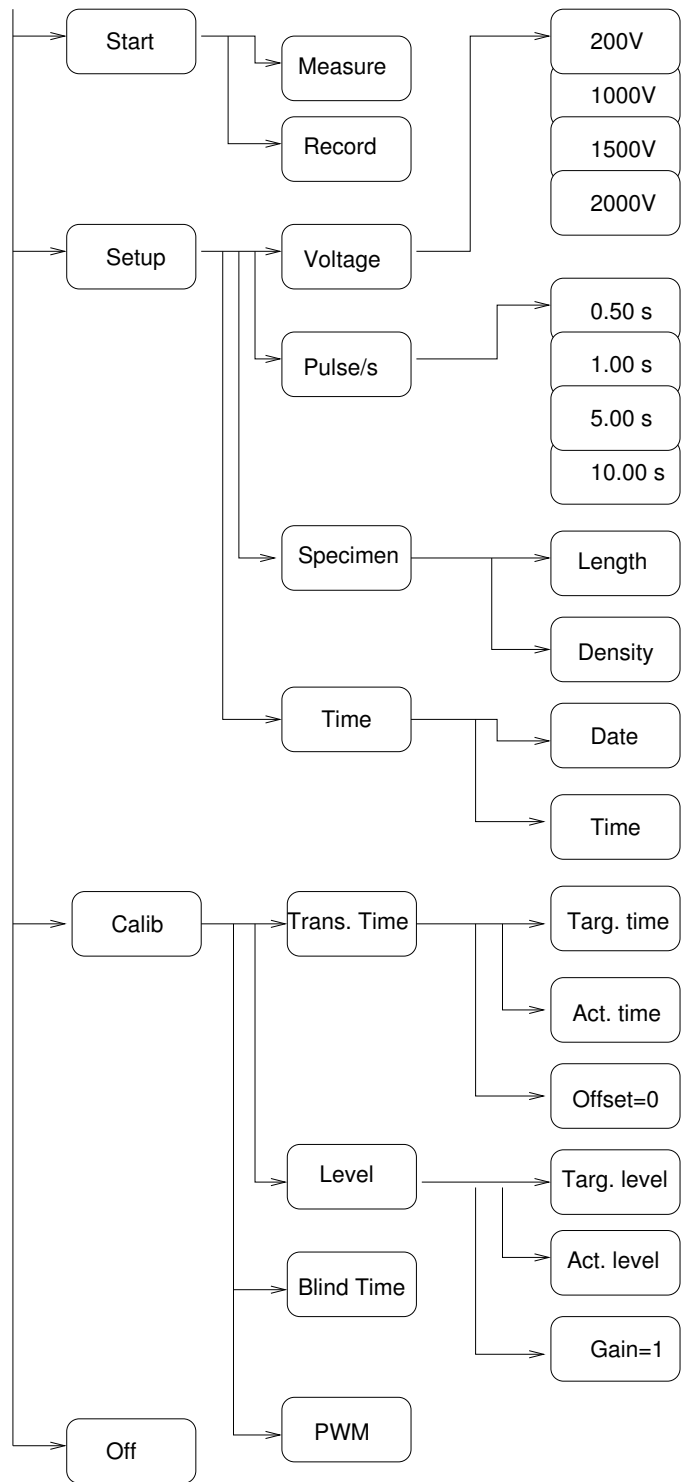 Start
Measure
Record
200V
1000V
1500V
2000V
Setup
Voltage
Pulse/s
0.50 s
1.00 s
5.00 s
10.00 s
Specimen
Length
Density
Time
Date
Time
Calib
Trans. Time
Targ. time
Act. time
Offset=0
Level
Targ. level
Act. level
Gain=1
Blind Time
PWM
Off